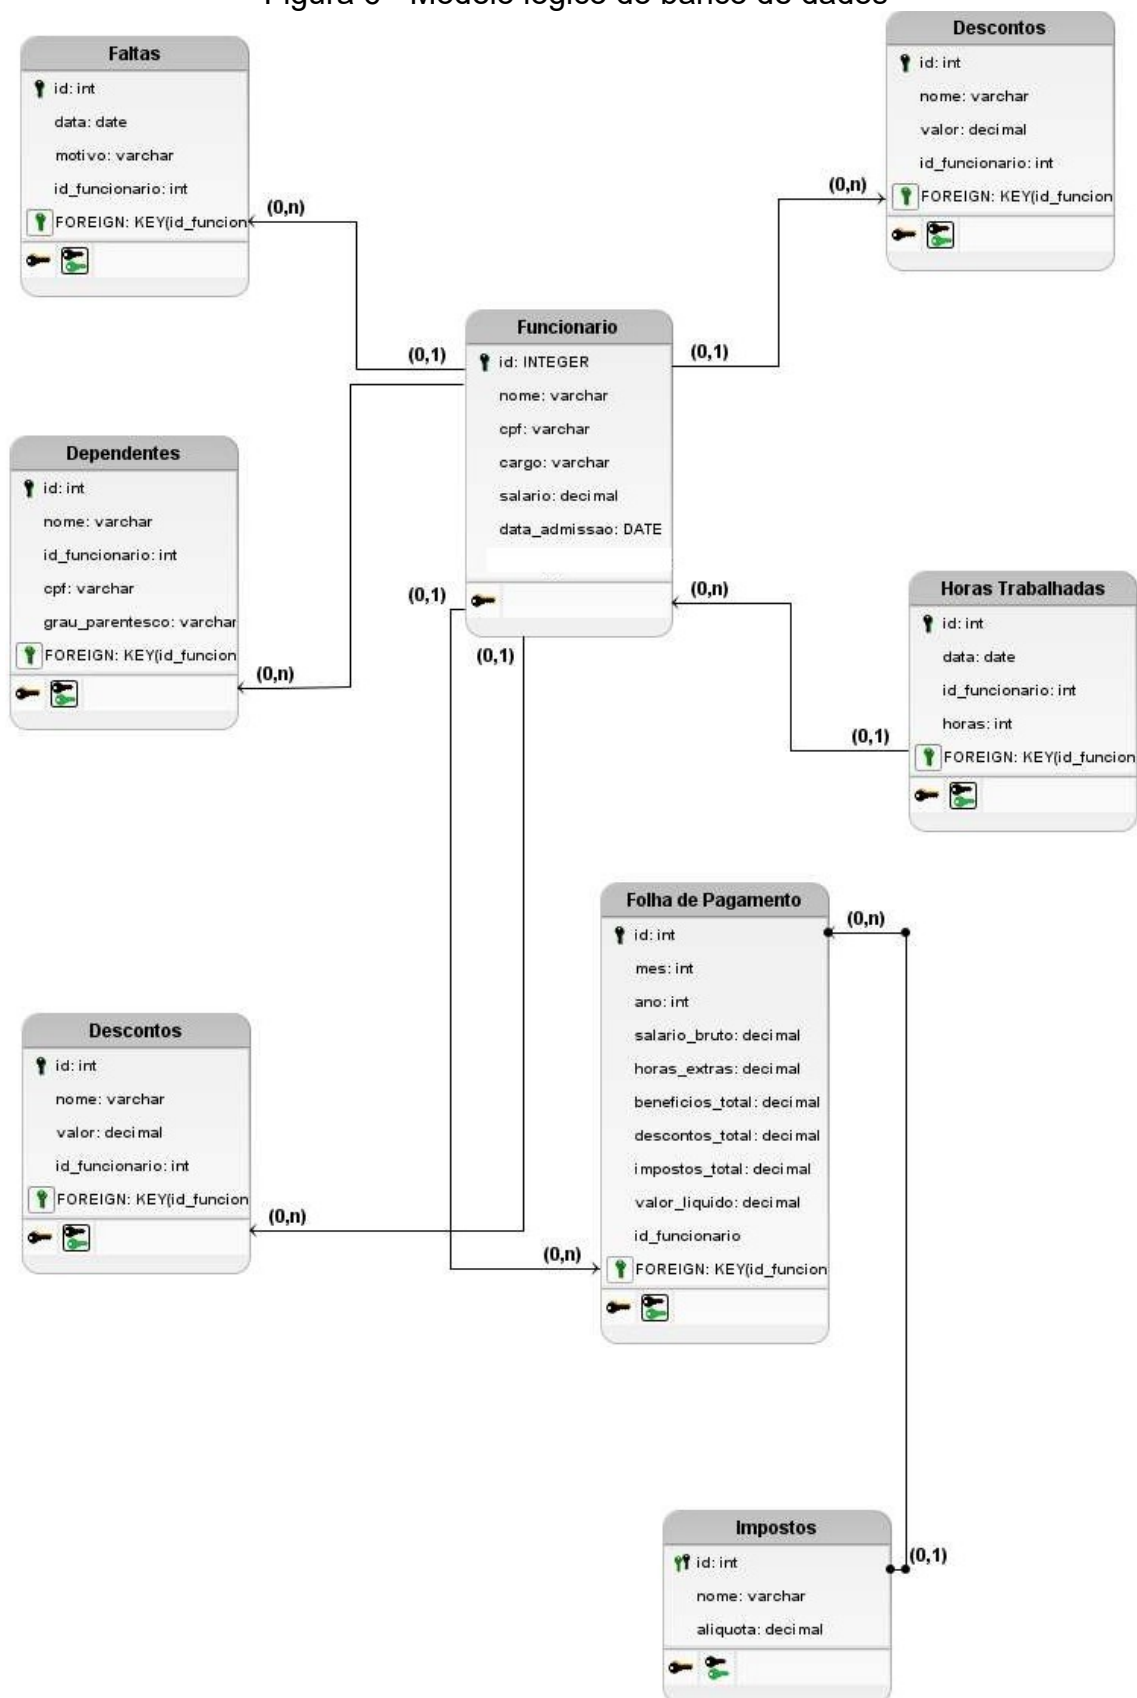 Figura 3 - Modelo lógico do banco de dados
Faltas
id: int
data: date
motivo: varchar
id_funcionario: int
FOREIGN: KEY(id_funcion
(0,n)
Descontos
id: int
nome: varchar
valor: decimal
id_funcionario: int
FOREIGN: KEY(id_funcion
(0,n)
Funcionario
id: INTEGER
nome: varchar
cpf: varchar
cargo: varchar
salario: decimal
data_admissao: DATE
(0,1)
(0,1)
(0,1)
(0,1)
(0,n)
Dependentes
id: int
nome: varchar
id_funcionario: int
cpf: varchar
grau_parentesco: varchar
FOREIGN: KEY(id_funcion
(0,n)
Horas Trabalhadas
id: int
data: date
id_funcionario: int
horas: int
FOREIGN: KEY(id_funcion
(0,1)
Folha de Pagamento
id: int
mes: int
ano: int
salario_bruto: decimal
horas_extras: decimal
beneficios_total: decimal
descontos_total: decimal
impostos_total: decimal
valor_liquido: decimal
id_funcionario
FOREIGN: KEY(id_funcion
(0,n)
(0,n)
Descontos
id: int
nome: varchar
valor: decimal
id_funcionario: int
FOREIGN: KEY(id_funcion
(0,n)
Impostos
id: int
nome: varchar
aliquota: decimal
(0,1)